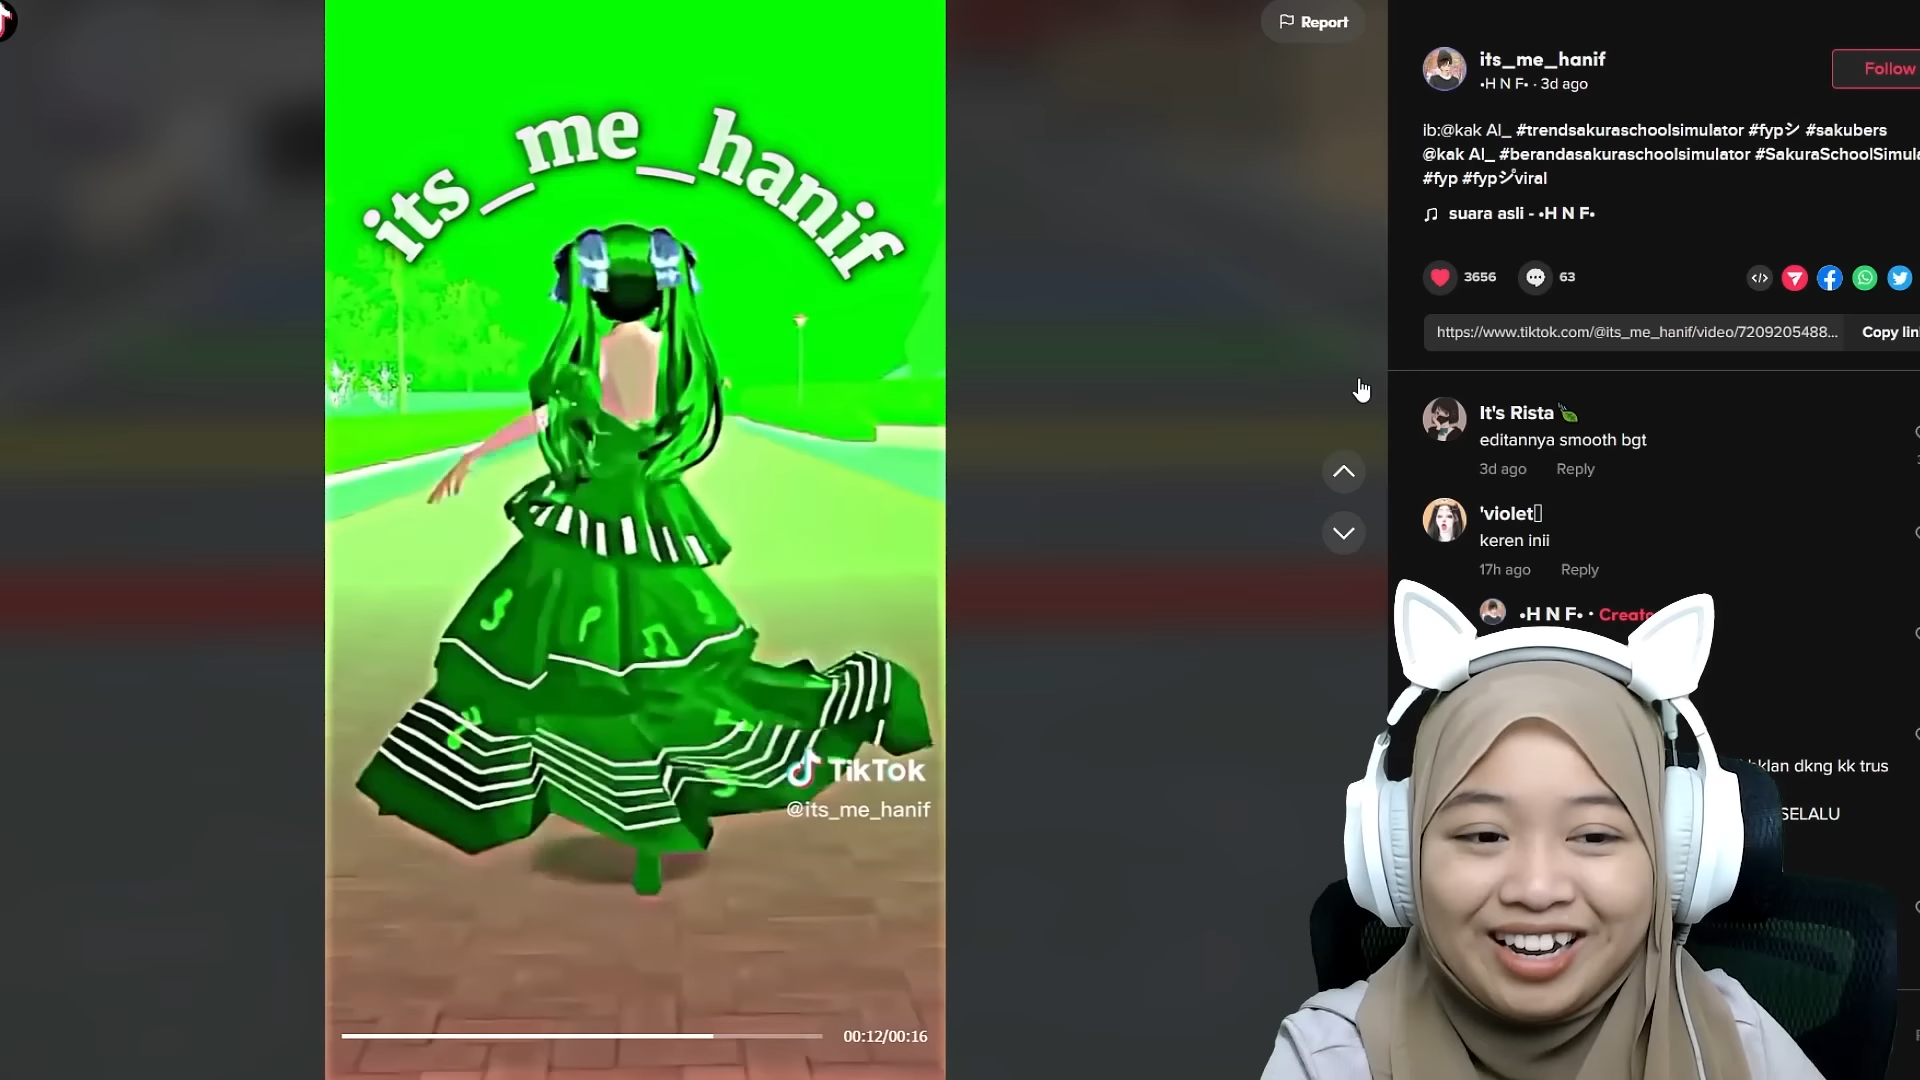 Report
its_me_hanif
•H N F• · 3d ago
Follow
ib:@kak Al_ #trendsakuraschoolsimulator #fypシ #sakubers
@kak Al_ #berandasakuraschoolsimulator
#fyp #fypシviral
suara asli - •H N F•
3656
63
https://www.tiktok.com/@its_me_hanif/video/7209205488...
Copy
It's Rista
editannya smooth bgt
3d ago
Reply
'violet
keren inii
17h ago
Reply
•H N F• ·
dkng kk trus
SELALU
its_me_hanif
TikTok
@its_me_hanif
00:12/00:16